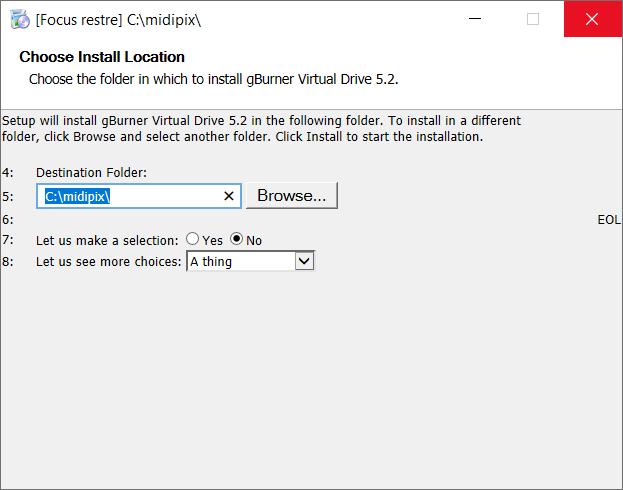 [Focus restre] C:\midipix\
Choose Install Location
Choose the folder in which to install gBurner Virtual Drive 5.2.
Setup will install gBurner Virtual Drive 5.2 in the following folder. To install in a different
folder, click Browse and select another folder. Click Install to start the installation.
4: Destination Folder:
5: C:\midipix\ Browse...
6: EOL
7: Let us make a selection: Yes No
8: Let us see more choices: A thing